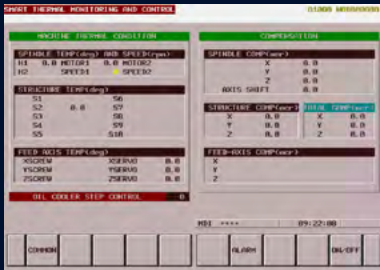 SMART THERMAL MONITORING AND CONTROL
MACHINE THERMAL CONDITION
SPINDLE TEMP(deg) AND SPEED(rpm)
H1 0.0 MOTOR1 0.0 MOTOR2
H2 SPEED1 SPEED2
STRUCTURE TEMP(deg)
S1 S6
S2 0.0 S7
S3 S8
S4 S9
S5 S10
FEED AXIS TEMP(deg)
XSCREW XSERVO 0.0
YSCREW YSERVO 0.0
ZSCREW ZSERVO 0.0
OIL COOLER STEP CONTROL 0
COMPENSATION
SPINDLE COMP(mcr)
X 0.0
Y 0.0
Z 0.0
AXIS SHIFT 0.0
STRUCTURE COMP(mcr) TOTAL COMP(mcr)
X 0.0 X 0.0
Y 0.0 Y 0.0
Z 0.0 Z 0.0
FEED-AXIS COMP(mcr)
X
Y
Z
MDI **** 09:22:00
COMMON ALARM ON/OFF